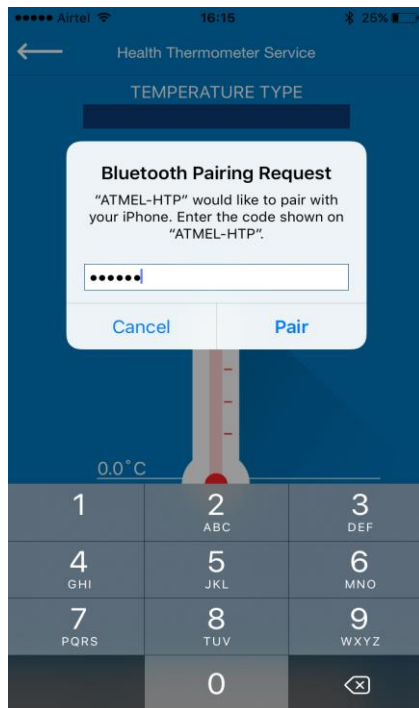 Airtel 16:15 25%
Health Thermometer Service
TEMPERATURE TYPE
Bluetooth Pairing Request
“ATMEL-HTP” would like to pair with
your iPhone. Enter the code shown on
“ATMEL-HTP”.
••••••
Cancel Pair
0.0°C
1 2 3
ABC DEF
4 5 6
GHI JKL MNO
7 8 9
PQRS TUV WXYZ
0